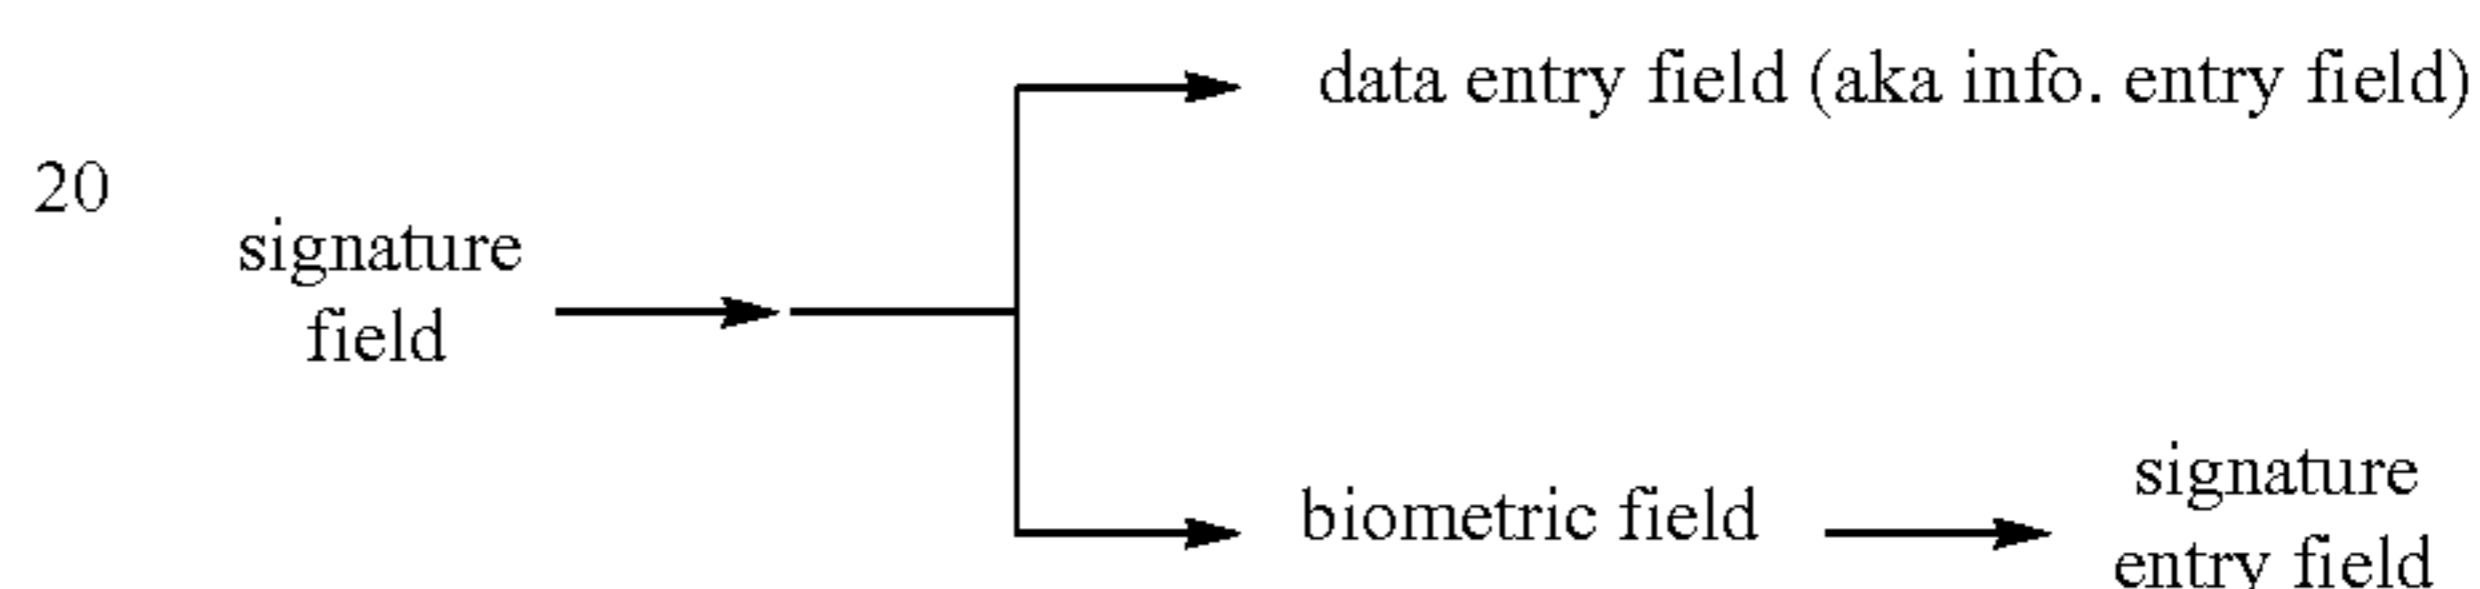 data entry field (aka info. entry field)
20
signature
field
biometric field
signature
entry field